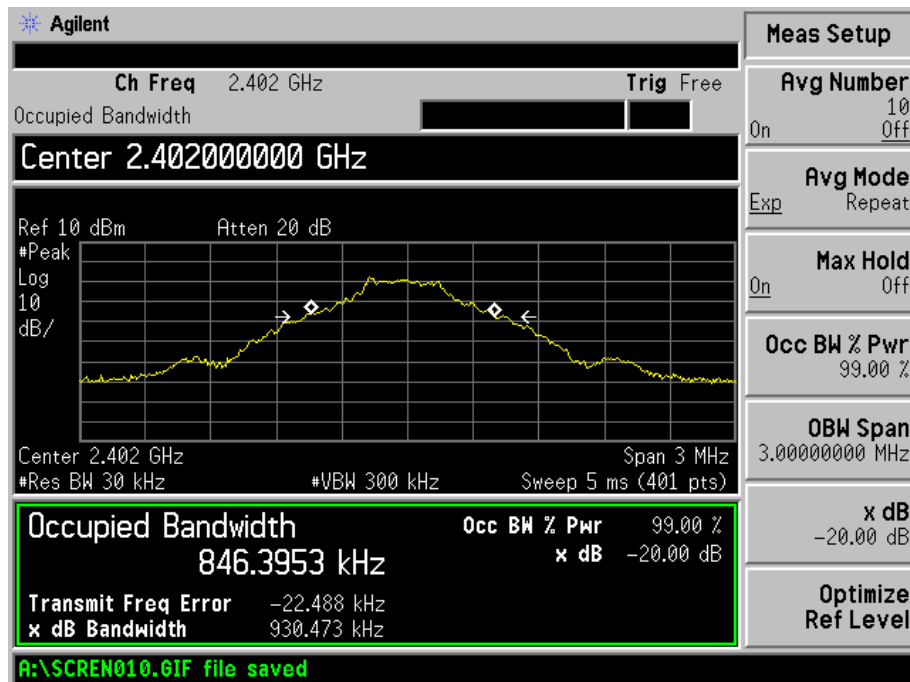 Agilent
Ch Freq 2.402 GHz Trig Free
Occupied Bandwidth
Center 2.402000000 GHz
Ref 10 dBm Atten 20 dB
#Peak
Log
10
dB/
Center 2.402 GHz Span 3 MHz
#Res BW 30 kHz #VBW 300 kHz Sweep 5 ms (401 pts)
Occupied Bandwidth Occ BW % Pwr 99.00 %
846.3953 kHz x dB -20.00 dB
Transmit Freq Error -22.488 kHz
x dB Bandwidth 930.473 kHz
A:\SCREN010.GIF file saved
Meas Setup
Avg Number
10
On Off
Avg Mode
Exp Repeat
Max Hold
On Off
Occ BW % Pwr
99.00 %
OBW Span
3.00000000 MHz
x dB
-20.00 dB
Optimize
Ref Level